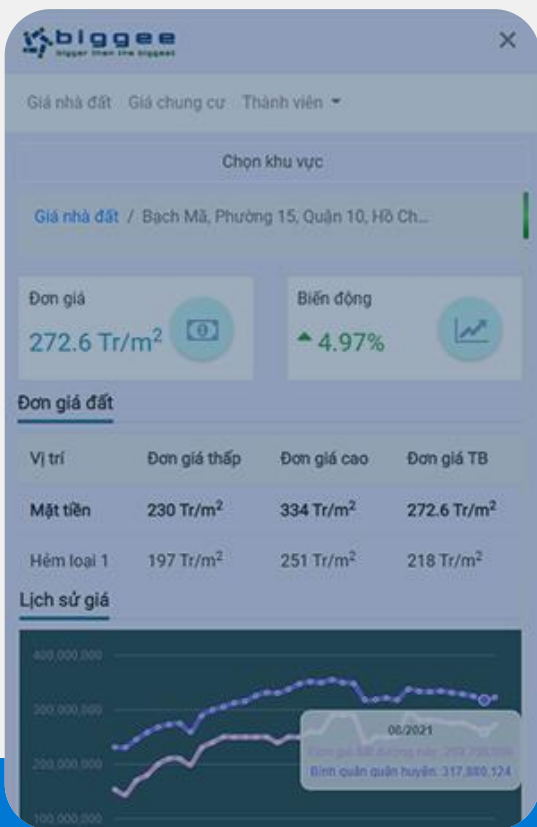 biggee
bigger than the biggest
×
Giá nhà đất Giá chung cư Thành viên
Chọn khu vực
Giá nhà đất / Bạch Mã, Phường 15, Quận 10, Hồ Ch...
Đơn giá
272.6 Tr/m²
Biến động
4.97%
Đơn giá đất
Vị trí Đơn giá thấp Đơn giá cao Đơn giá TB
Mặt tiền 230 Tr/m² 334 Tr/m² 272.6 Tr/m²
Hẻm loại 1 197 Tr/m² 251 Tr/m² 218 Tr/m²
Lịch sử giá
400,000,000
300,000,000
200,000,000
100,000,000
08/2021
Đơn giá đất đường này:
Bình quân quận huyện: 317,880,124